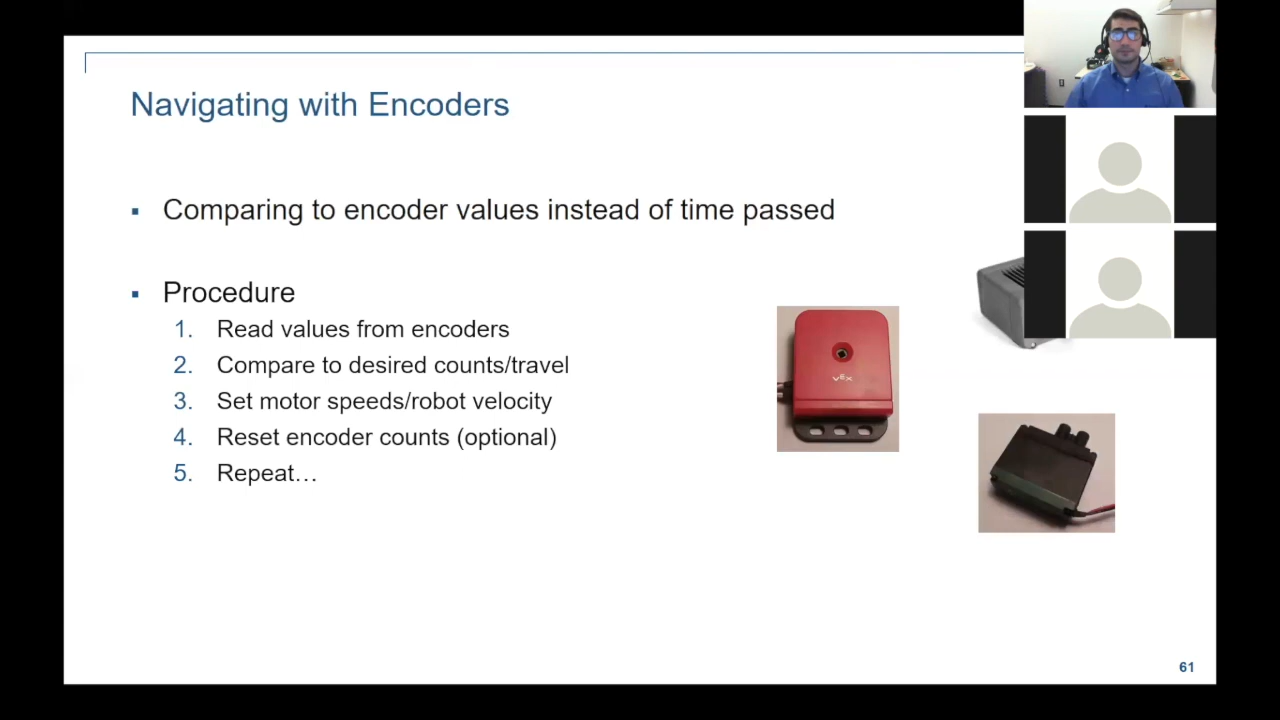 Navigating with Encoders
▪ Comparing to encoder values instead of time passed
▪ Procedure
1. Read values from encoders
2. Compare to desired counts/travel
3. Set motor speeds/robot velocity
4. Reset encoder counts (optional)
5. Repeat…
VEX
61